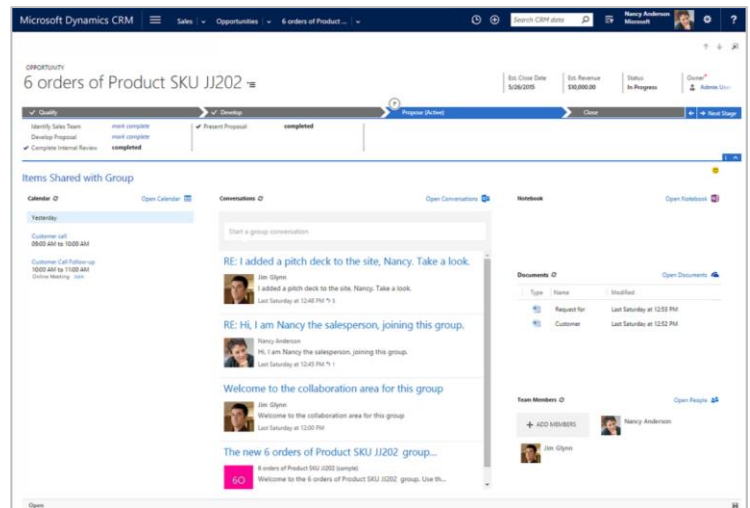 Microsoft Dynamics CRM
Sales
Opportunities
6 orders of Product ...
Search CRM data
Nancy Anderson
Microsoft
?
OPPORTUNITY
6 orders of Product SKU JJ202
Est. Close Date
5/26/2015
Est. Revenue
$10,000.00
Status
In Progress
Owner*
Admin User
Qualify
Develop
Propose (Active)
Close
Next Stage
Identify Sales Team mark complete
Develop Proposal mark complete
Complete Internal Review completed
Present Proposal completed
Items Shared with Group
Calendar
Open Calendar
Yesterday
Customer call
09:00 AM to 10:00 AM
Customer Call Follow-up
10:00 AM to 11:00 AM
Online Meeting Join
Conversations
Open Conversations
Start a group conversation
RE: I added a pitch deck to the site, Nancy. Take a look.
Jim Glynn
I added a pitch deck to the site, Nancy. Take a look.
Last Saturday at 12:48 PM
RE: Hi, I am Nancy the salesperson, joining this group.
Nancy Anderson
Hi, I am Nancy the salesperson, joining this group.
Last Saturday at 12:45 PM 1
Welcome to the collaboration area for this group
Jim Glynn
Welcome to the collaboration area for this group
Last Saturday at 12:00 PM
The new 6 orders of Product SKU JJ202 group...
6O
6 orders of Product SKU JJ202 (sample)
Welcome to the 6 orders of Product SKU JJ202 group. Use th...
Notebook
Open Notebook
Documents
Open Documents
Type Name Modified
Request for Last Saturday at 12:53 PM
Customer Last Saturday at 12:52 PM
Team Members
Open People
+ ADD MEMBERS
Nancy Anderson
Jim Glynn
Open